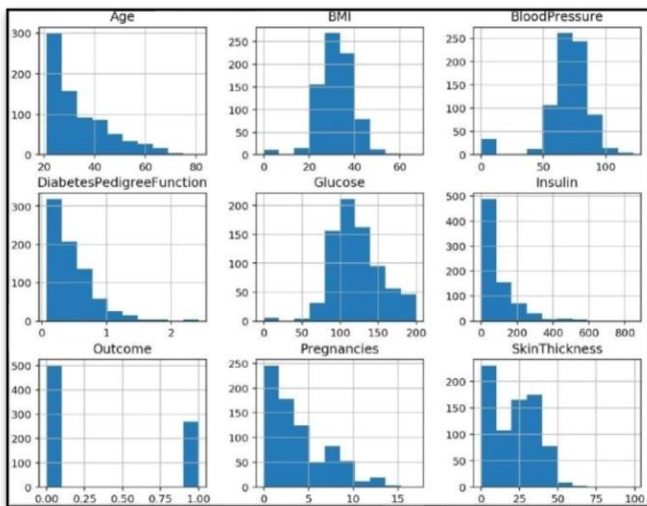 Age BMI BloodPressure
300 250 250
200 200 200
150 150
100 100 100
50 50
0 0 0
20 40 60 80 0 20 40 60 0 50 100
DiabetesPedigreeFunction Glucose Insulin
300 200 500
400
200 150 300
100 200
100 50 100
0 0 0
0 1 2 0 50 100 150 200 0 200 400 600 800
Outcome Pregnancies SkinThickness
500 250
400 200 200
300 150 150
200 100 100
100 50 50
0 0 0
0.00 0.25 0.50 0.75 1.00 0 5 10 15 0 25 50 75 100